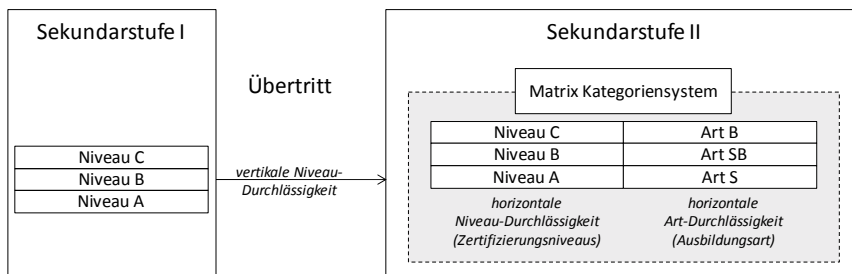 Sekundarstufe I
Niveau C
Niveau B
Niveau A
Übertritt
vertikale Niveau-
Durchlässigkeit
Sekundarstufe II
Matrix Kategoriensystem
Niveau C
Art B
Niveau B
Art SB
Niveau A
Art S
horizontale
Niveau-Durchlässigkeit
(Zertifizierungsniveaus)
horizontale
Art-Durchlässigkeit
(Ausbildungsart)